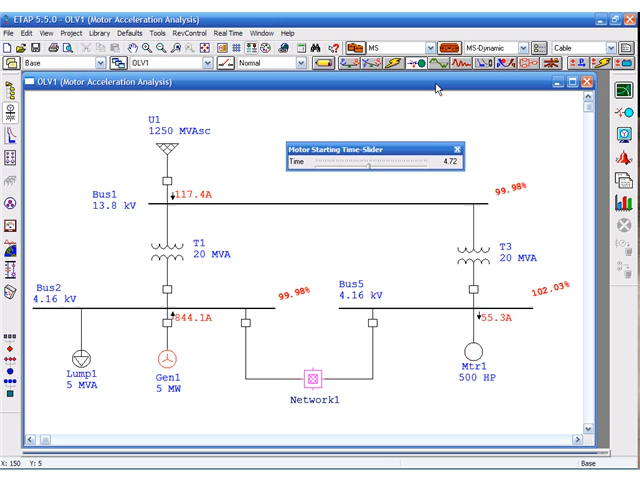 ETAP 5.5.0 - OLV1 (Motor Acceleration Analysis)
File Edit View Project Library Defaults Tools RevControl Real Time Window Help
MS MS-Dynamic Cable
Base OLV1 Normal
OLV1 (Motor Acceleration Analysis)
U1
1250 MVAsc
Motor Starting Time-Slider
Time 4.72
117.4A
99.98%
Bus1
13.8 kV
T1
20 MVA
T3
20 MVA
Bus2
4.16 kV
99.98%
Bus5
4.16 kV
102.03%
844.1A
55.3A
Lump1
5 MVA
Gen1
5 MW
Mtr1
500 HP
Network1
X: 150 Y: 5 Base